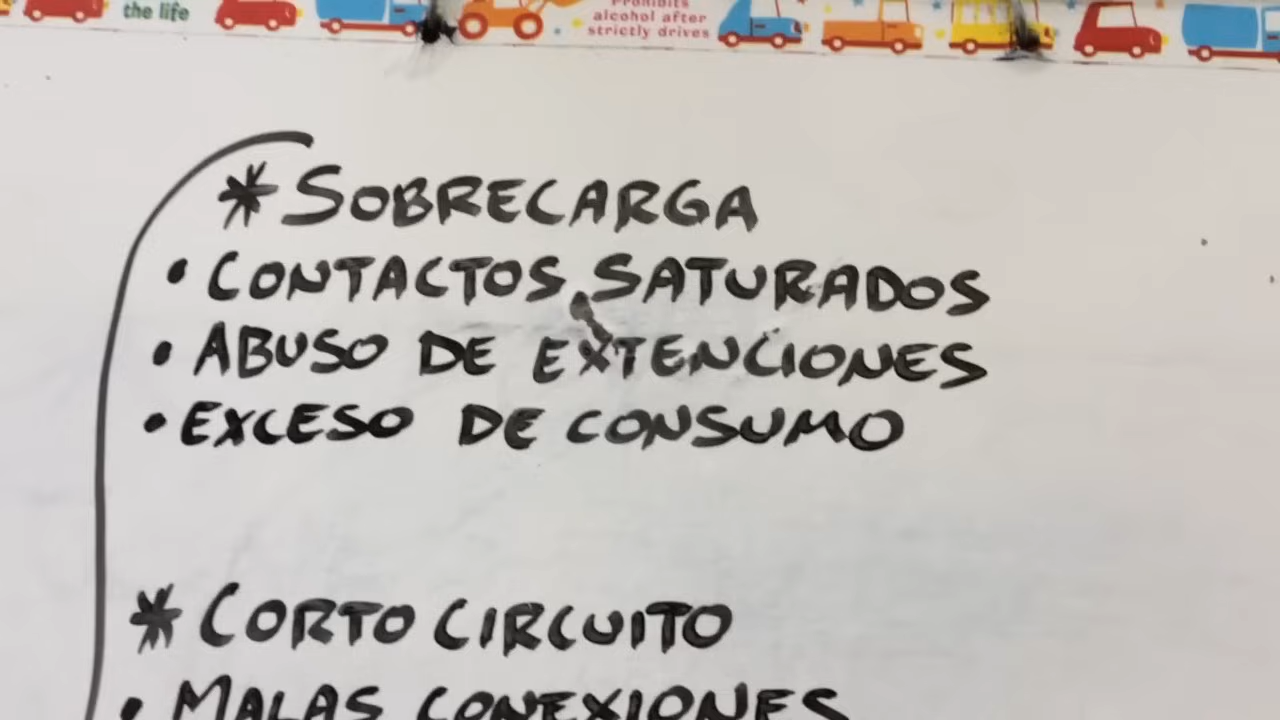 the life
Prohibits
alcohol after
strictly drives
* SOBRECARGA
• CONTACTOS SATURADOS
• ABUSO DE EXTENCIONES
• EXCESO DE CONSUMO
* CORTO CIRCUITO
• MALAS CONEXIONES